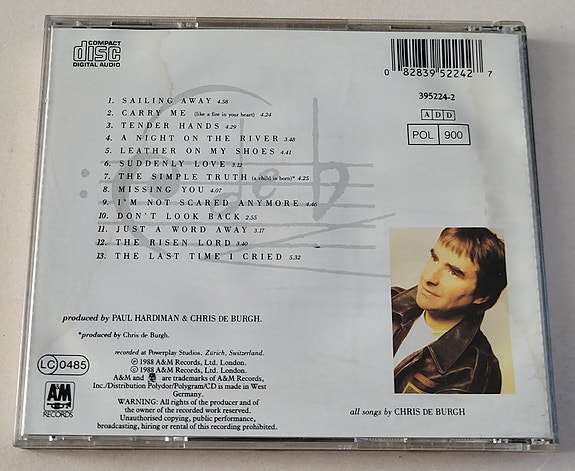 COMPACT
disc
DIGITAL AUDIO
0 82839 52242 7
395224-2
A D D
POL 900
1. SAILING AWAY 4.58
2. CARRY ME (like a fire in your heart) 4.24
3. TENDER HANDS 4.29
4. A NIGHT ON THE RIVER 3.48
5. LEATHER ON MY SHOES 4.41
6. SUDDENLY LOVE 3.12
7. THE SIMPLE TRUTH (a child is born)* 4.25
8. MISSING YOU 4.07
9. I'M NOT SCARED ANYMORE 4.46
10. DON'T LOOK BACK 2.55
11. JUST A WORD AWAY 3.17
12. THE RISEN LORD 3.40
13. THE LAST TIME I CRIED 5.32
produced by PAUL HARDIMAN & CHRIS DE BURGH.
*produced by Chris de Burgh.
recorded at Powerplay Studios, Zürich, Switzerland.
℗ 1988 A&M Records, Ltd. London.
© 1988 A&M Records, Ltd. London.
A&M and are trademarks of A&M Records,
Inc./Distribution Polydor/Polygram/CD is made in West
Germany.
WARNING: All rights of the producer and of
the owner of the recorded work reserved.
Unauthorised copying, public performance,
broadcasting, hiring or rental of this recording prohibited.
LC 0485
A&M
RECORDS
all songs by CHRIS DE BURGH